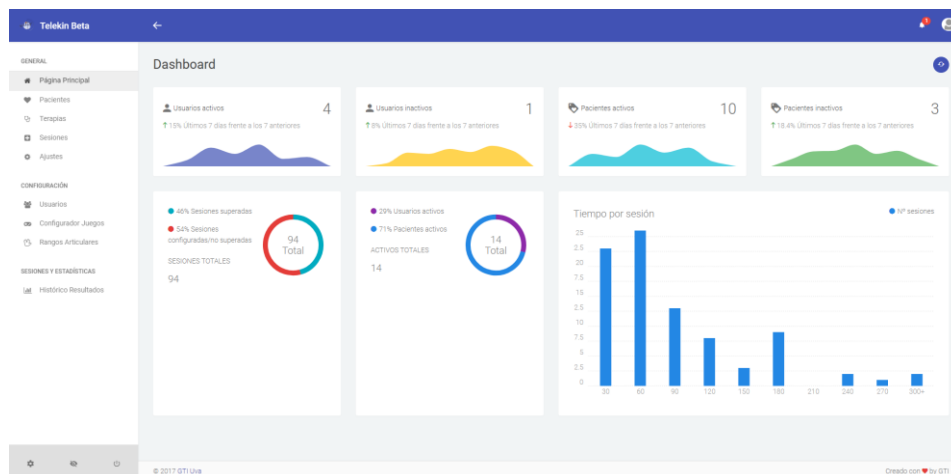 Telekin Beta
1
GENERAL
Página Principal
Pacientes
Terapias
Sesiones
Ajustes
CONFIGURACIÓN
Usuarios
Configurador Juegos
Rangos Articulares
SESIONES Y ESTADÍSTICAS
Histórico Resultados
Dashboard
Usuarios activos 4
13% Últimos 7 días frente a los 7 anteriores
Usuarios inactivos 1
8% Últimos 7 días frente a los 7 anteriores
Pacientes activos 10
35% Últimos 7 días frente a los 7 anteriores
Pacientes inactivos 3
18.4% Últimos 7 días frente a los 7 anteriores
46% Sesiones superadas
54% Sesiones
configuradas/no superadas
SESIONES TOTALES
94
94
Total
29% Usuarios activos
71% Pacientes activos
ACTIVOS TOTALES
14
14
Total
Tiempo por sesión
Nº sesiones
25
2.5
20
7.5
15
2.5
10
7.5
5
2.5
0
30 60 90 120 150 180 210 240 270 300+
© 2017 GTI Uva
Creado con by GTI